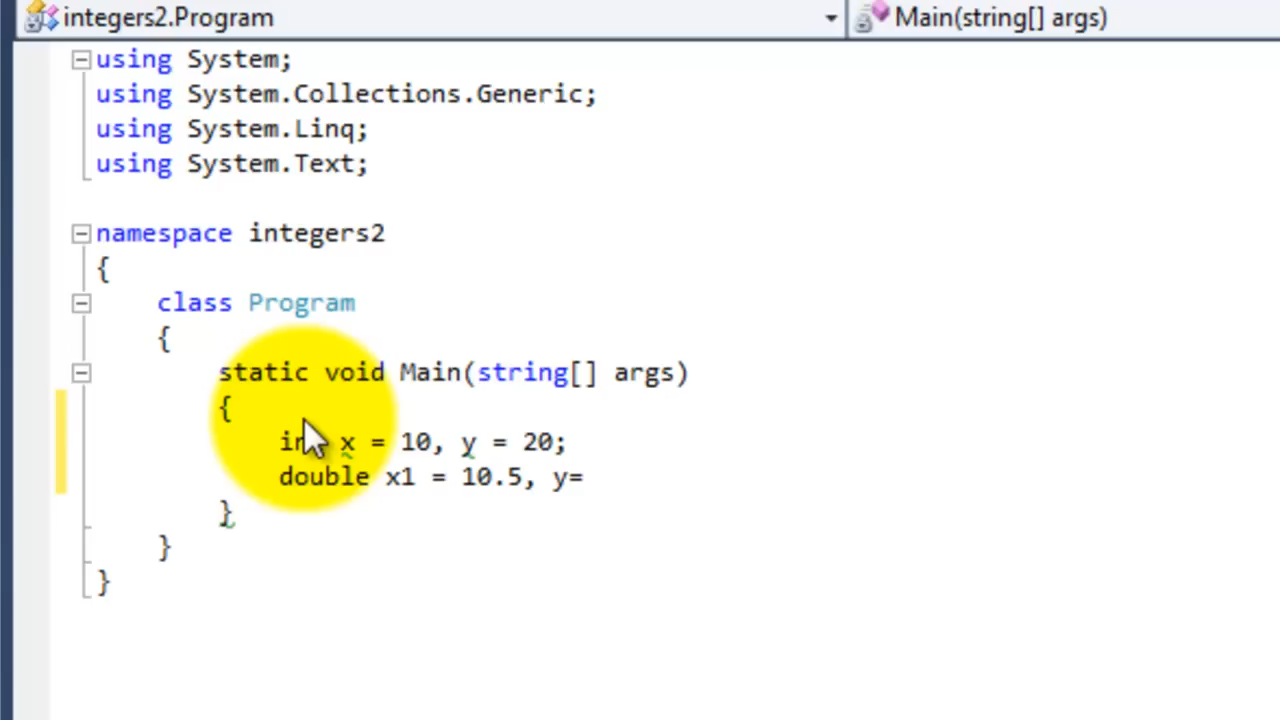 integers2.Program Main(string[] args)
using System;
using System.Collections.Generic;
using System.Linq;
using System.Text;
namespace integers2
{
class Program
{
static void Main(string[] args)
{
x = 10, y = 20;
double x1 = 10.5, y=
}
}
}